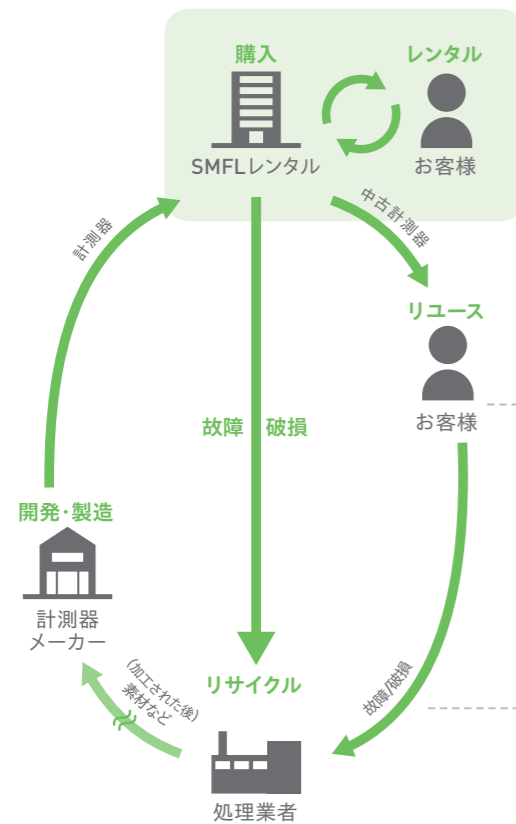 購入
レンタル
SMFLレンタル
お客様
計測器
中古計測器
リユース
お客様
故障
破損
開発・製造
計測器
メーカー
(加工された後)
素材など
リサイクル
故障/破損
処理業者